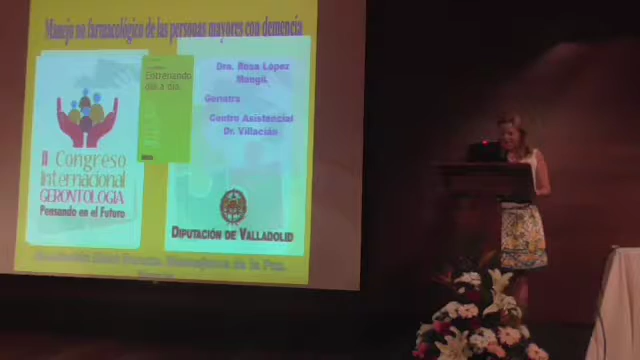 Manejo no farmacológico de las personas mayores con demencia
Entrenando
día a día.
Dra. Rosa López
Mongil
Geriatra
Centro Asistencial
Dr. Villacián
II Congreso
Internacional
GERONTOLOGIA
Pensando en el Futuro
DIPUTACIÓN DE VALLADOLID